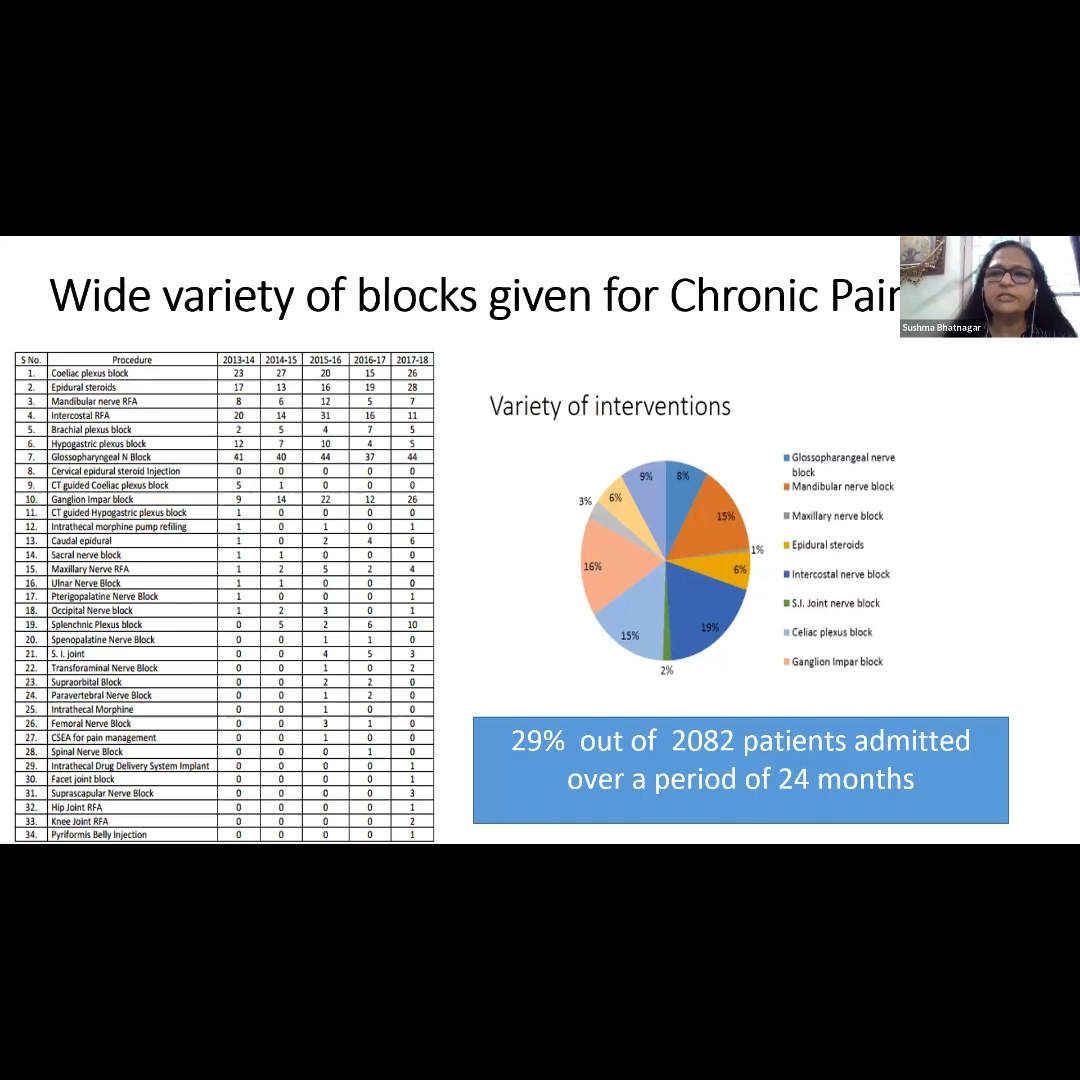 Wide variety of blocks given for Chronic Pain
Sushma Bhatnagar
S No. Procedure 2013-14 2014-15 2015-16 2016-17 2017-18
1. Coeliac plexus block 23 27 20 15 26
2. Epidural steroids 17 13 16 19 28
3. Mandibular nerve RFA 8 6 12 5 7
4. Intercostal RFA 20 14 31 16 11
5. Brachial plexus block 2 5 4 7 5
6. Hypogastric plexus block 12 7 10 4 5
7. Glossopharyngeal N Block 41 40 44 37 44
8. Cervical epidural steroid Injection 0 0 0 0 0
9. CT guided Coeliac plexus block 5 1 0 0 0
10. Ganglion Impar block 9 14 22 12 26
11. CT guided Hypogastric plexus block 1 0 0 0 0
12. Intrathecal morphine pump refiling 1 0 1 0 1
13. Caudal epidural 1 0 2 4 6
14. Sacral nerve block 1 1 0 0 0
15. Maxillary Nerve RFA 1 2 5 2 4
16. Ulnar Nerve Block 1 1 0 0 0
17. Pterigopalatine Nerve Block 1 0 0 0 1
18. Occipital Nerve block 1 2 3 0 1
19. Splenchnic Plexus block 0 5 2 6 10
20. Spenopalatine Nerve Block 0 0 1 1 0
21. S. I. joint 0 0 4 5 3
22. Transforaminal Nerve Block 0 0 1 0 2
23. Supraorbital Block 0 0 2 2 0
24. Paravertebral Nerve Block 0 0 1 2 0
25. Intrathecal Morphine 0 0 1 0 0
26. Femoral Nerve Block 0 0 3 1 0
27. CSEA for pain management 0 0 1 0 0
28. Spinal Nerve Block 0 0 0 1 0
29. Intrathecal Drug Delivery System Implant 0 0 0 0 1
30. Facet joint block 0 0 0 0 1
31. Suprascapular Nerve Block 0 0 0 0 3
32. Hip Joint RFA 0 0 0 0 1
33. Knee Joint RFA 0 0 0 0 2
34. Pyriformis Belly Injection 0 0 0 0 1
Variety of interventions
8%
15%
1%
6%
19%
2%
15%
16%
3%
6%
9%
Glossopharangeal nerve
block
Mandibular nerve block
Maxillary nerve block
Epidural steroids
Intercostal nerve block
S.I. Joint nerve block
Celiac plexus block
Ganglion Impar block
29% out of 2082 patients admitted
over a period of 24 months